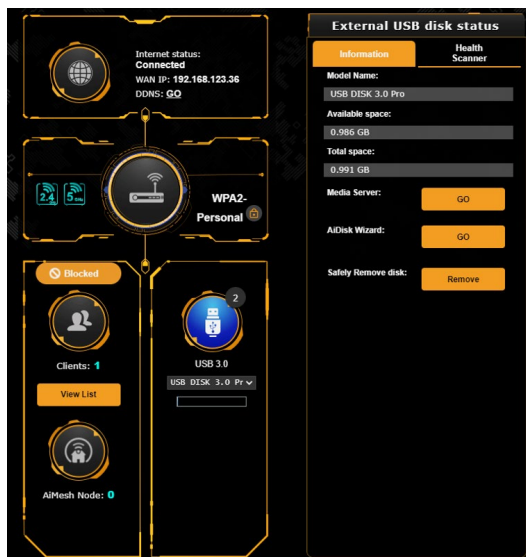 Internet status:
Connected
WAN IP: 192.168.123.36
DDNS: GO
2.4 GHz
5 GHz
WPA2-
Personal
Blocked
Clients: 1
View List
AiMesh Node: 0
2
USB 3.0
USB DISK 3.0 Pr
External USB disk status
Information
Health
Scanner
Model Name:
USB DISK 3.0 Pro
Available space:
0.986 GB
Total space:
0.991 GB
Media Server:
GO
AiDisk Wizard:
GO
Safely Remove disk:
Remove